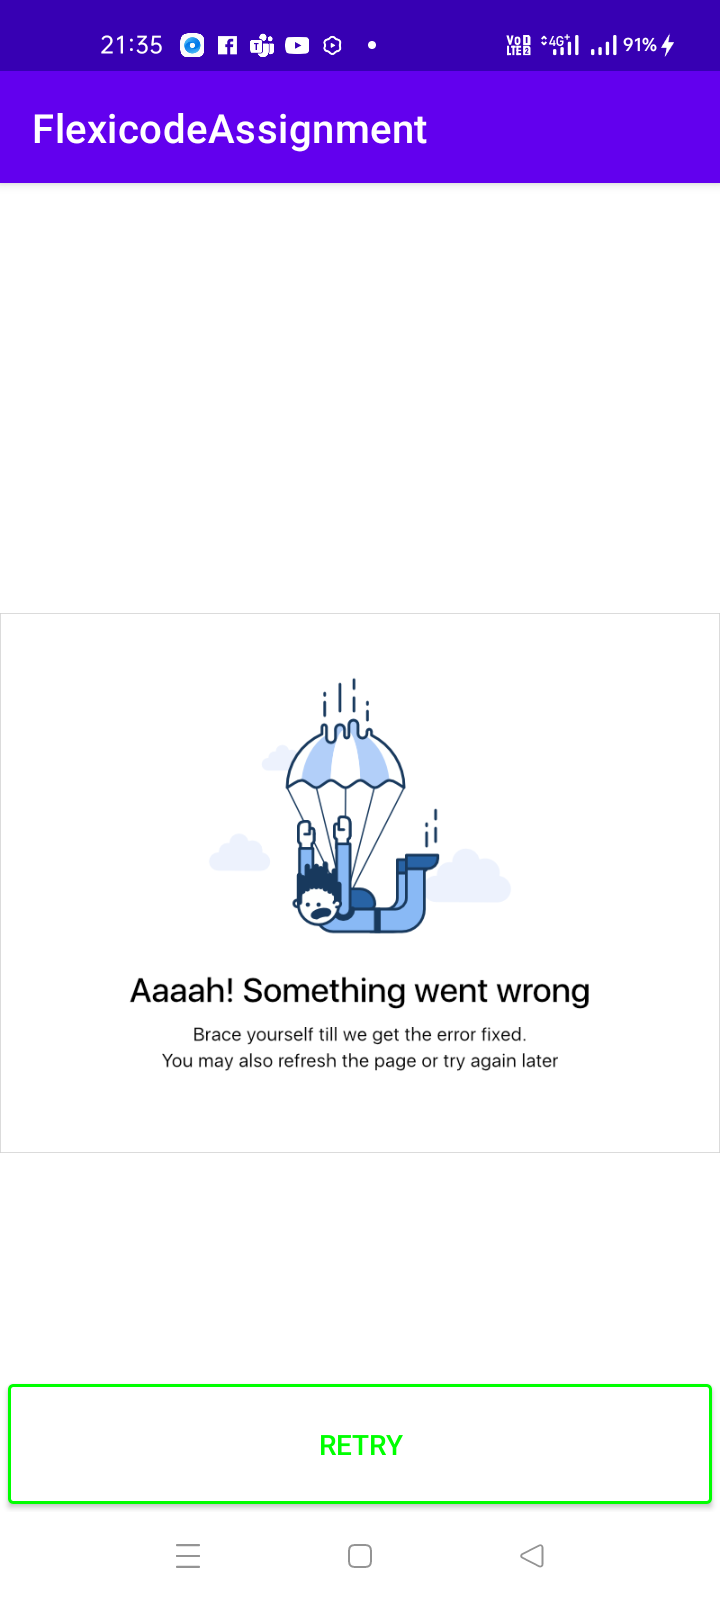 21:35 VoD LTE2 4G+ 91%
FlexicodeAssignment
Aaaah! Something went wrong
Brace yourself till we get the error fixed.
You may also refresh the page or try again later
RETRY